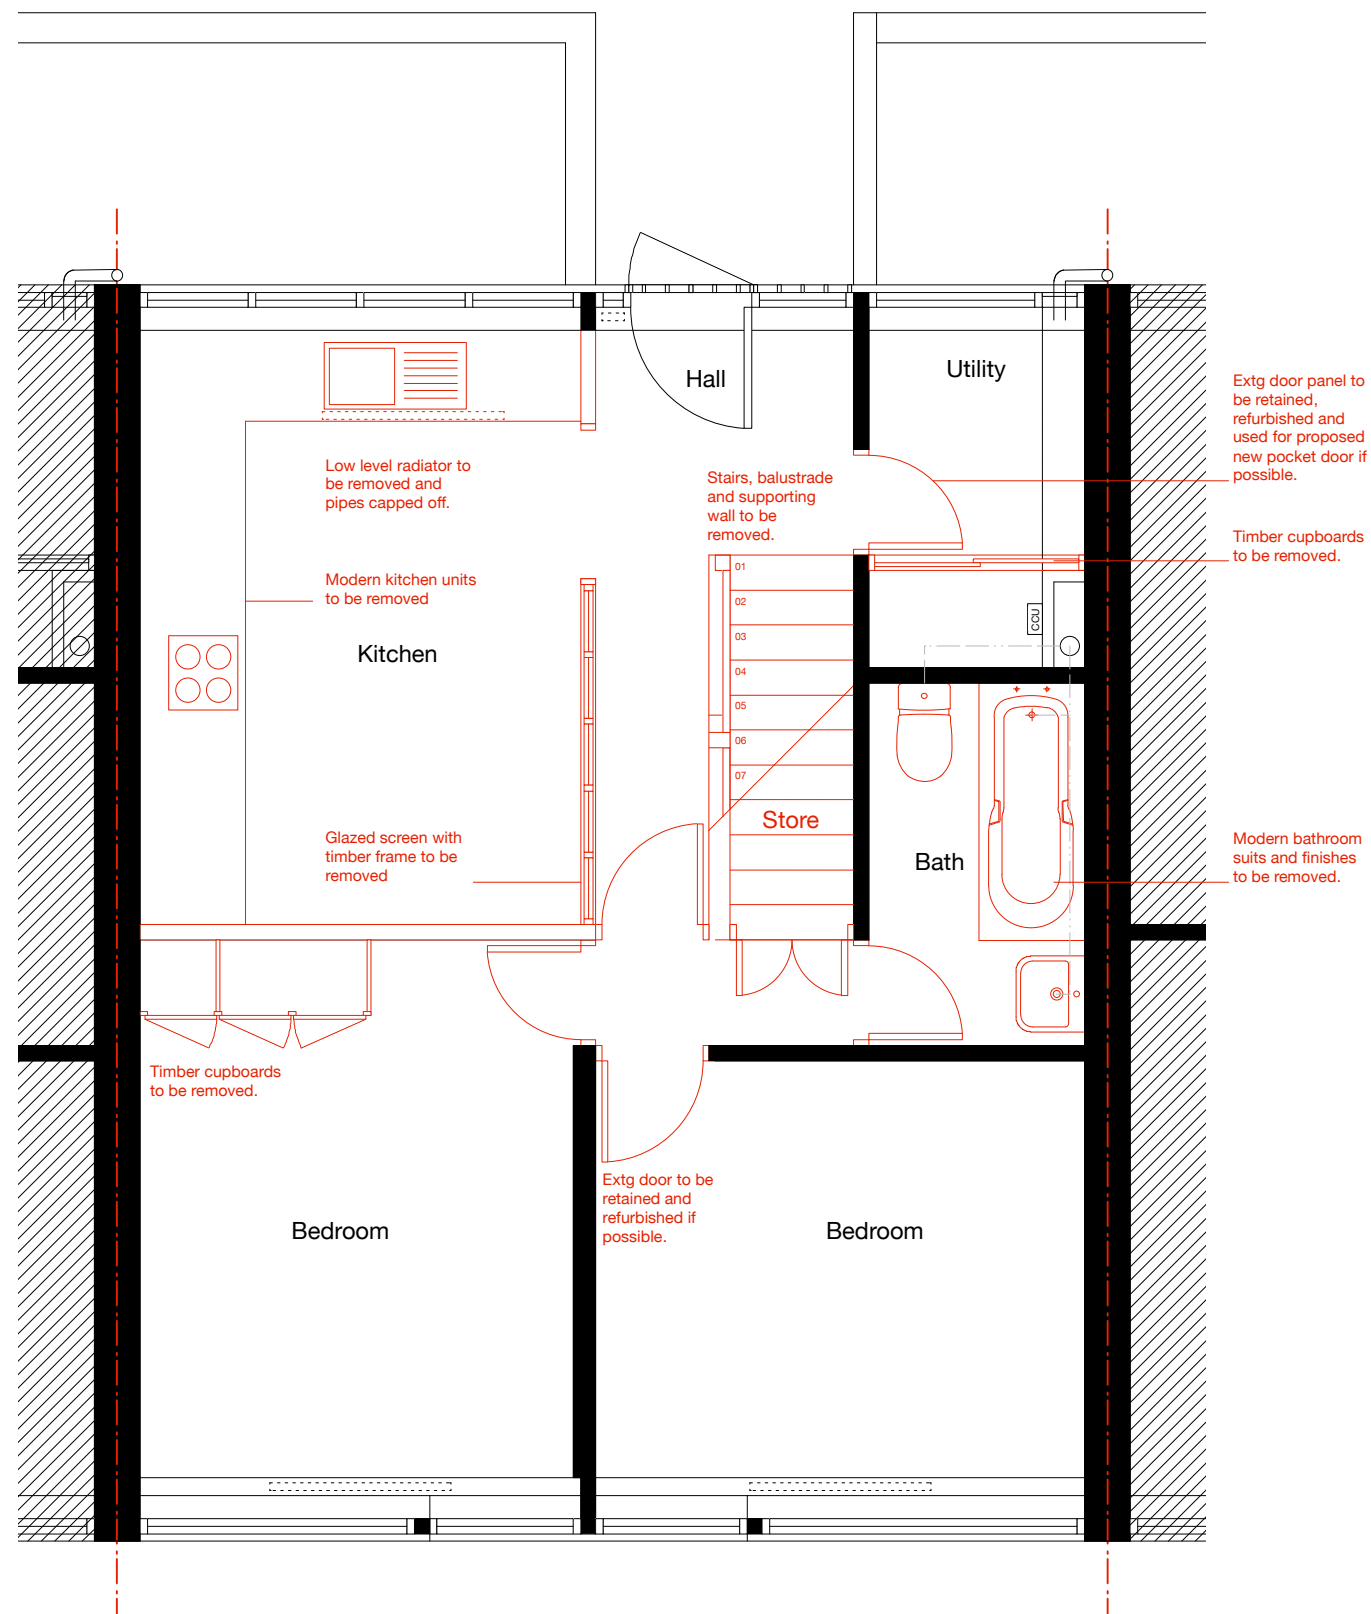 Hall
Utility
Extg door panel to
be retained,
refurbished and
used for proposed
new pocket door if
possible.
Low level radiator to
be removed and
pipes capped off.
Stairs, balustrade
and supporting
wall to be
removed.
Timber cupboards
to be removed.
01
02
03
04
05
06
07
Modern kitchen units
to be removed
CCU
Kitchen
Glazed screen with
timber frame to be
removed
Store
Bath
Modern bathroom
suits and finishes
to be removed.
Timber cupboards
to be removed.
Extg door to be
retained and
refurbished if
possible.
Bedroom
Bedroom